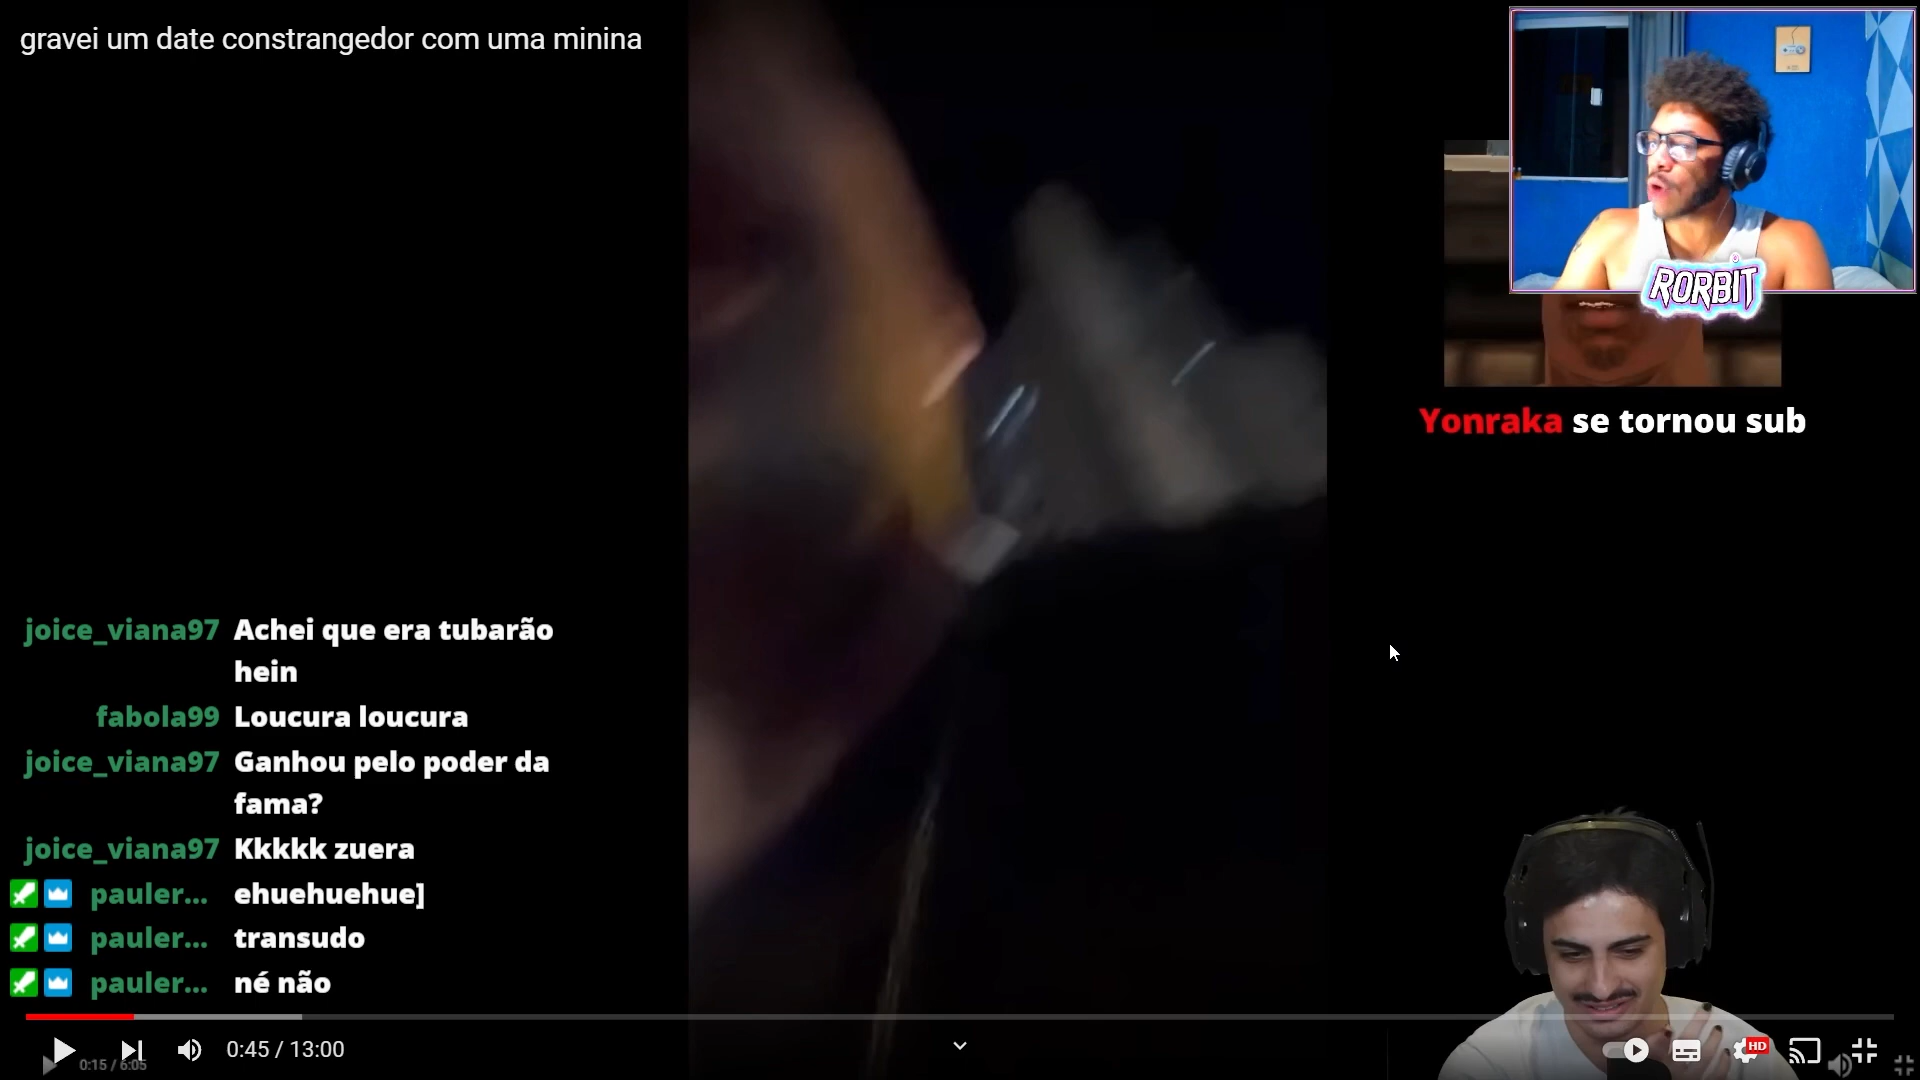 gravei um date constrangedor com uma minina
RORBIT
Yonraka se tornou sub
joice_viana97 Achei que era tubarão
hein
fabola99 Loucura loucura
joice_viana97 Ganhou pelo poder da
fama?
joice_viana97 Kkkkk zuera
pauler... ehuehuehue]
pauler... transudo
pauler... né não
0:45 / 13:00
HD
0:15 / 6:05